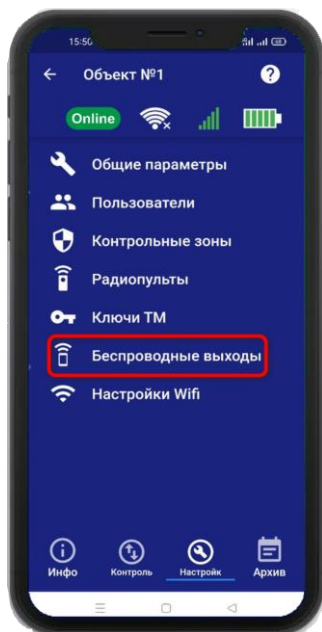 15:50
Объект №1
?
Online
Общие параметры
Пользователи
Контрольные зоны
Радиопульты
Ключи ТМ
Беспроводные выходы
Настройки Wifi
Инфо Контроль Настройк Архив